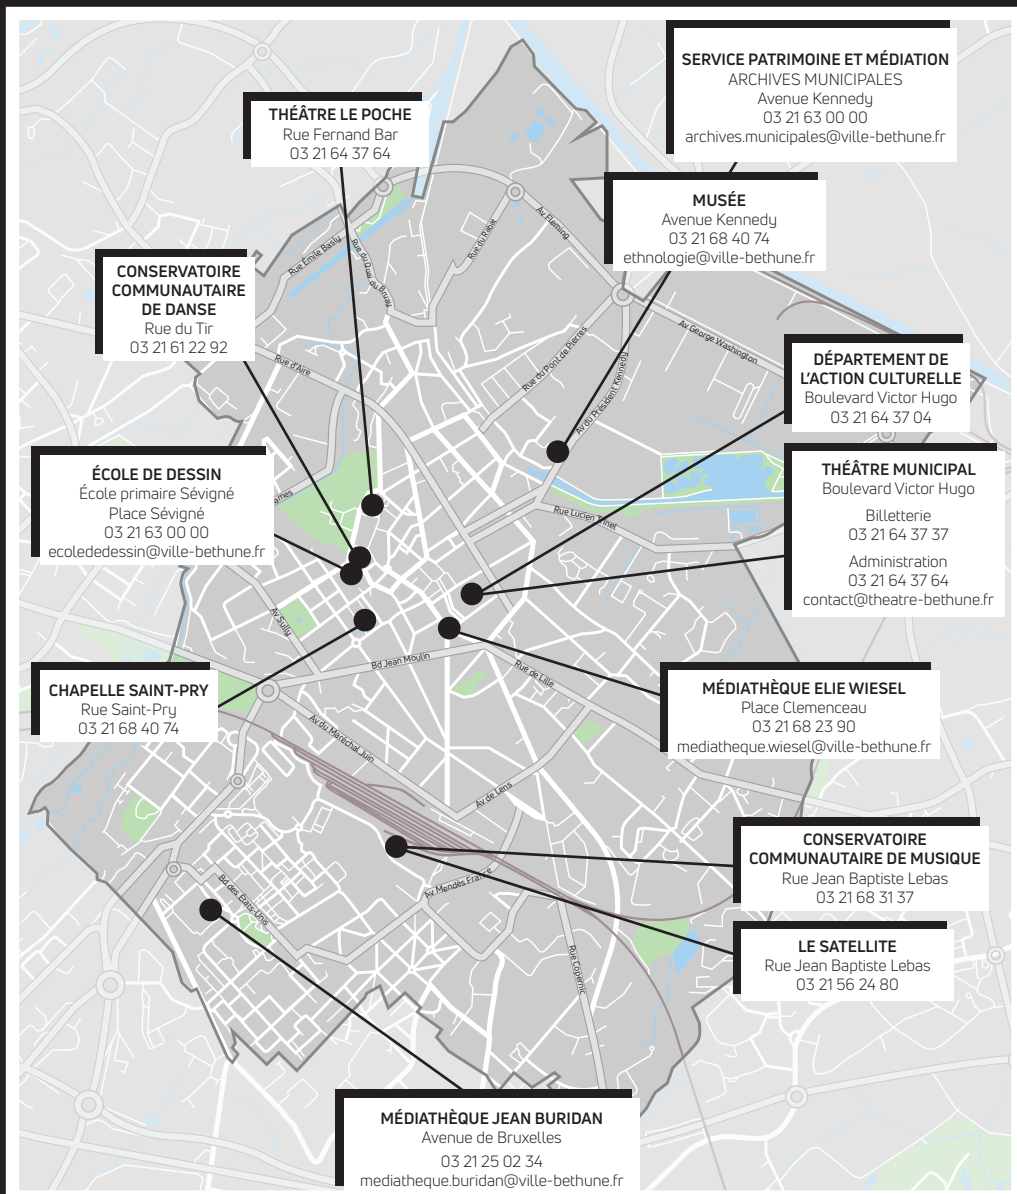 SERVICE PATRIMOINE ET MÉDIATION
ARCHIVES MUNICIPALES
Avenue Kennedy
03 21 63 00 00
archives.municipales@ville-bethune.fr
THÉÂTRE LE POCHE
Rue Fernand Bar
03 21 64 37 64
MUSÉE
Avenue Kennedy
03 21 68 40 74
ethnologie@ville-bethune.fr
CONSERVATOIRE
COMMUNAUTAIRE
DE DANSE
Rue du Tir
03 21 61 22 92
DÉPARTEMENT DE
L'ACTION CULTURELLE
Boulevard Victor Hugo
03 21 64 37 04
ÉCOLE DE DESSIN
École primaire Sévigné
Place Sévigné
03 21 63 00 00
ecolededessin@ville-bethune.fr
THÉÂTRE MUNICIPAL
Boulevard Victor Hugo
Billetterie
03 21 64 37 37
Administration
03 21 64 37 64
contact@theatre-bethune.fr
CHAPELLE SAINT-PRY
Rue Saint-Pry
03 21 68 40 74
MÉDIATHÈQUE ELIE WIESEL
Place Clemenceau
03 21 68 23 90
mediatheque.wiesel@ville-bethune.fr
CONSERVATOIRE
COMMUNAUTAIRE DE MUSIQUE
Rue Jean Baptiste Lebas
03 21 68 31 37
LE SATELLITE
Rue Jean Baptiste Lebas
03 21 56 24 80
MÉDIATHÈQUE JEAN BURIDAN
Avenue de Bruxelles
03 21 25 02 34
mediatheque.buridan@ville-bethune.fr
Rue Émile Basly
Rue du Quai du Bruay
Rue du Rabat
Av Fleming
Av George Washington
Rue du Pont de Pierres
Av du Président Kennedy
Rue d'Aire
Rue Lucien Trinel
Av Sully
Bd Jean Moulin
Rue de Lille
Av du Maréchal Juin
Av de Lens
Av Mendès France
Bd des États-Unis
Rue Copernic